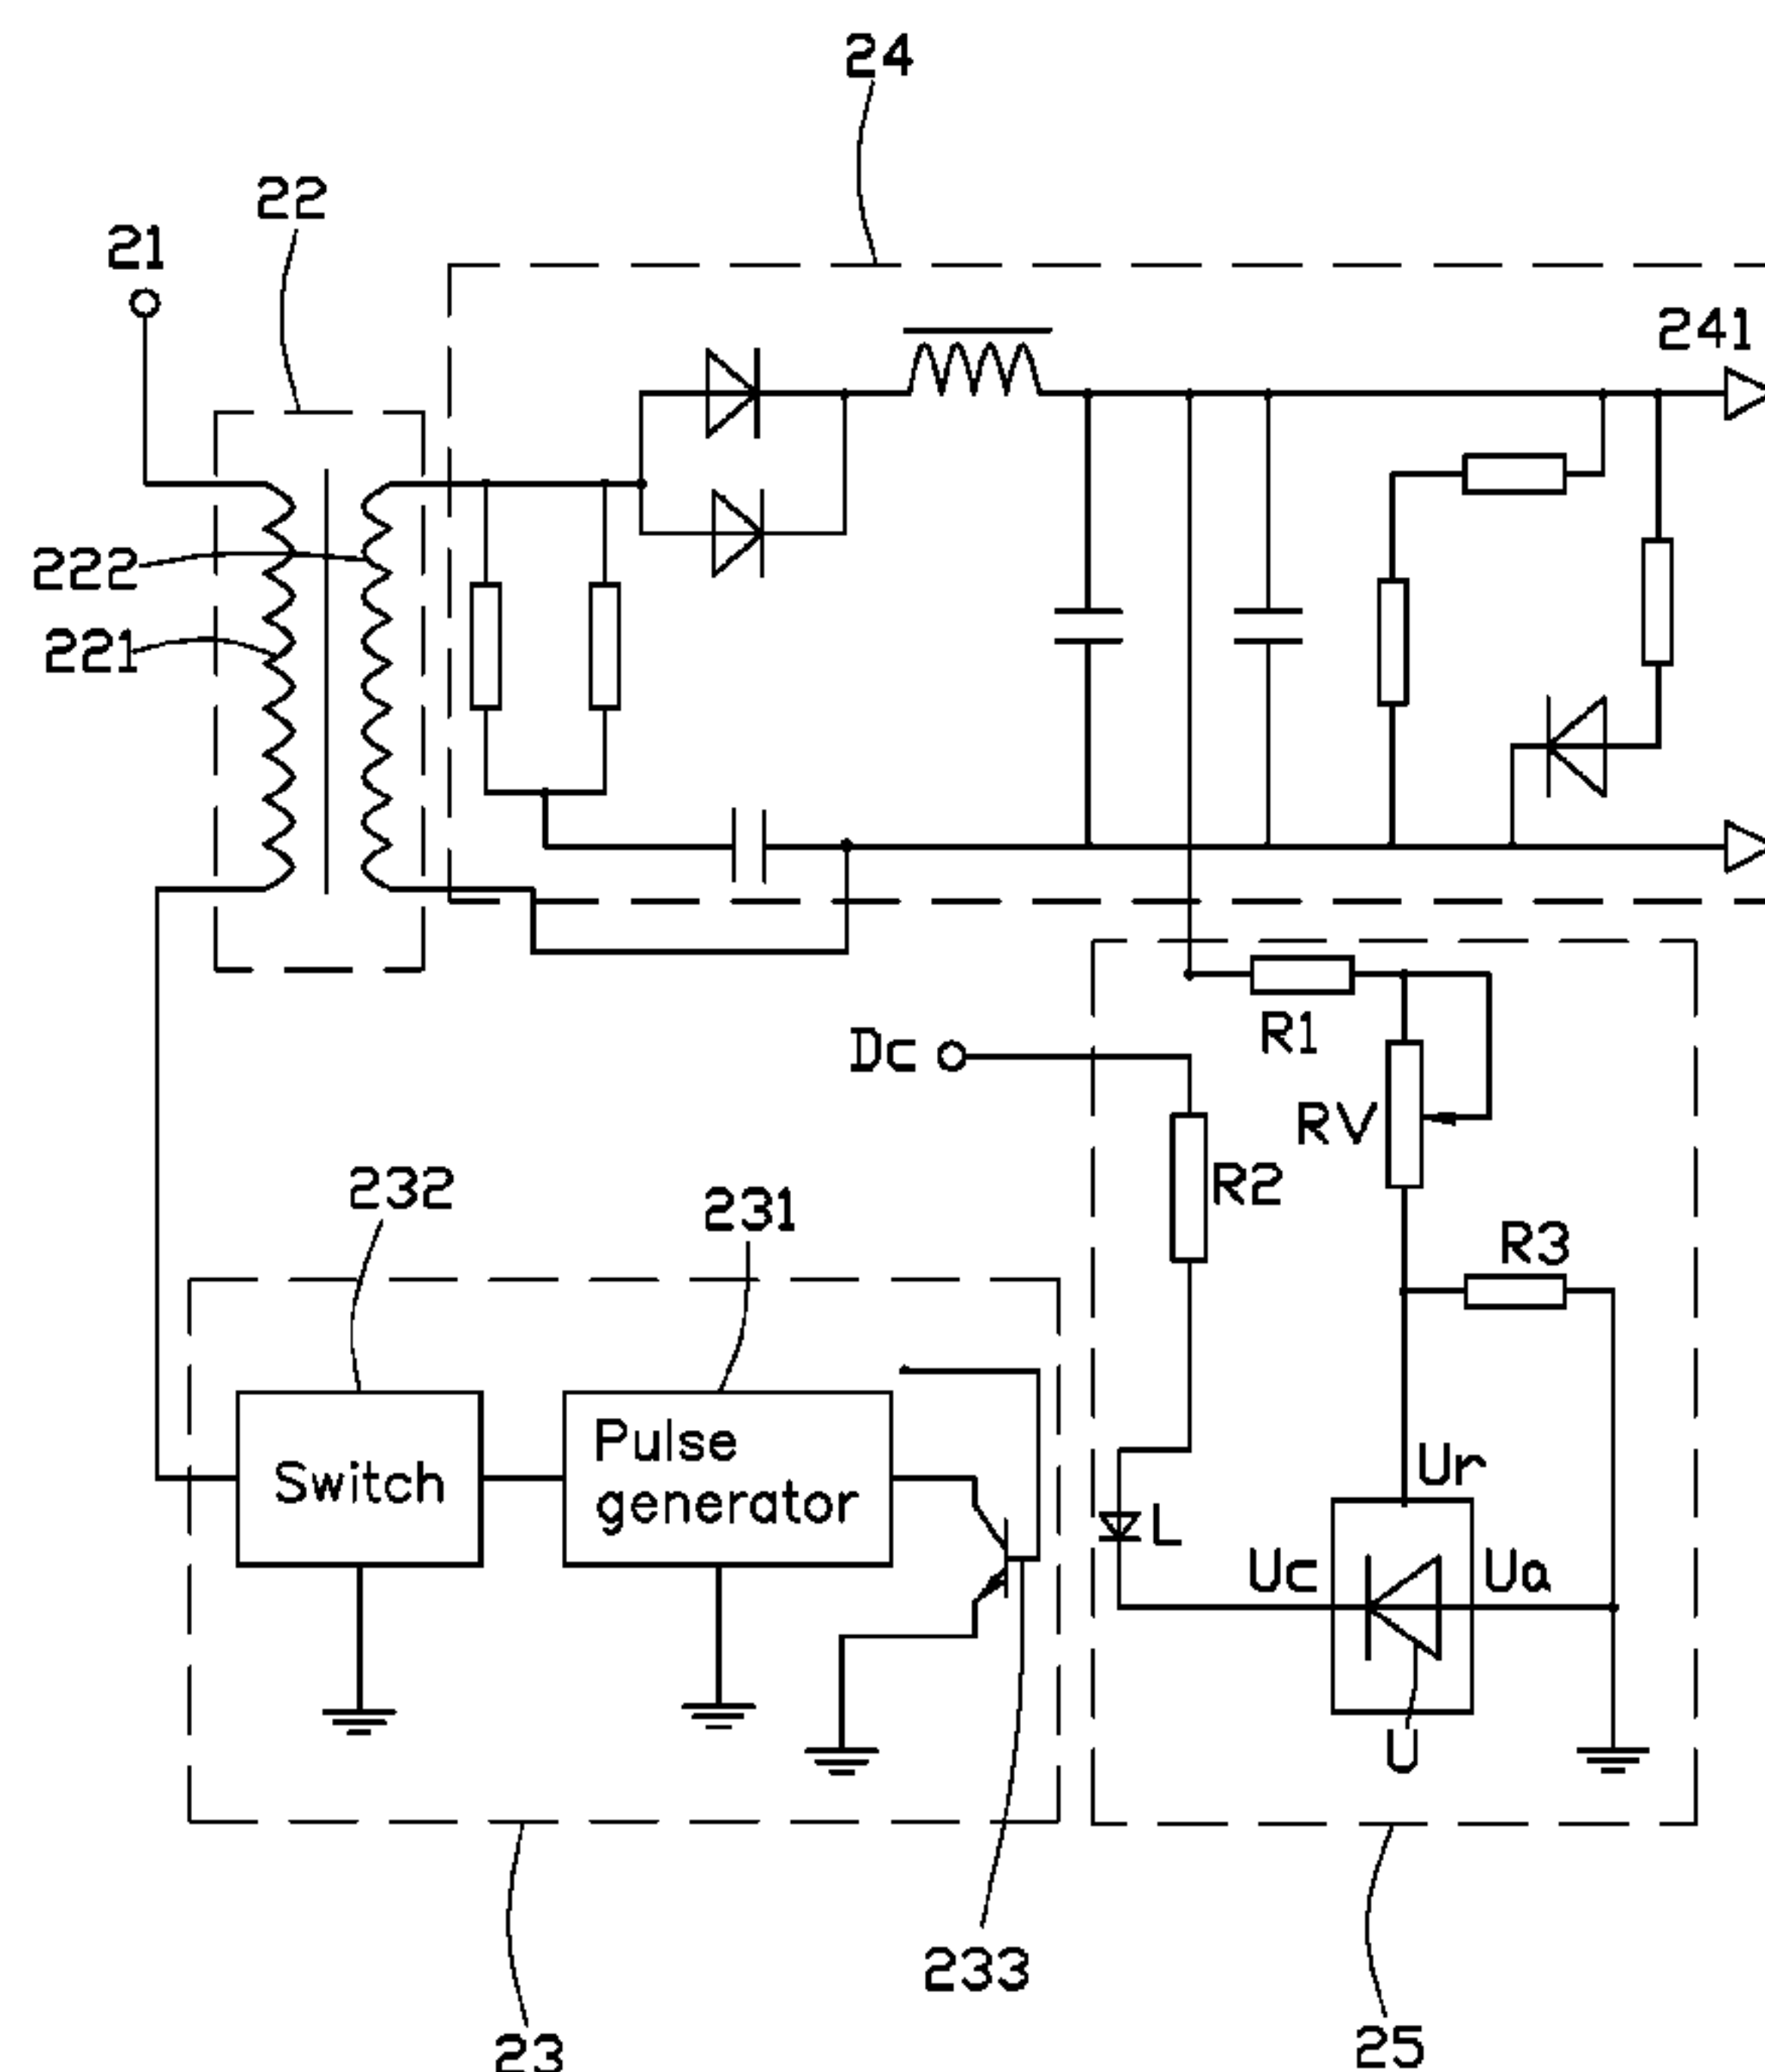 24
22
21
241
222
221
R1
Dc
RV
R2
232
231
R3
Pulse
generator
Switch
Ur
L
Uc
Ua
U
233
23
25